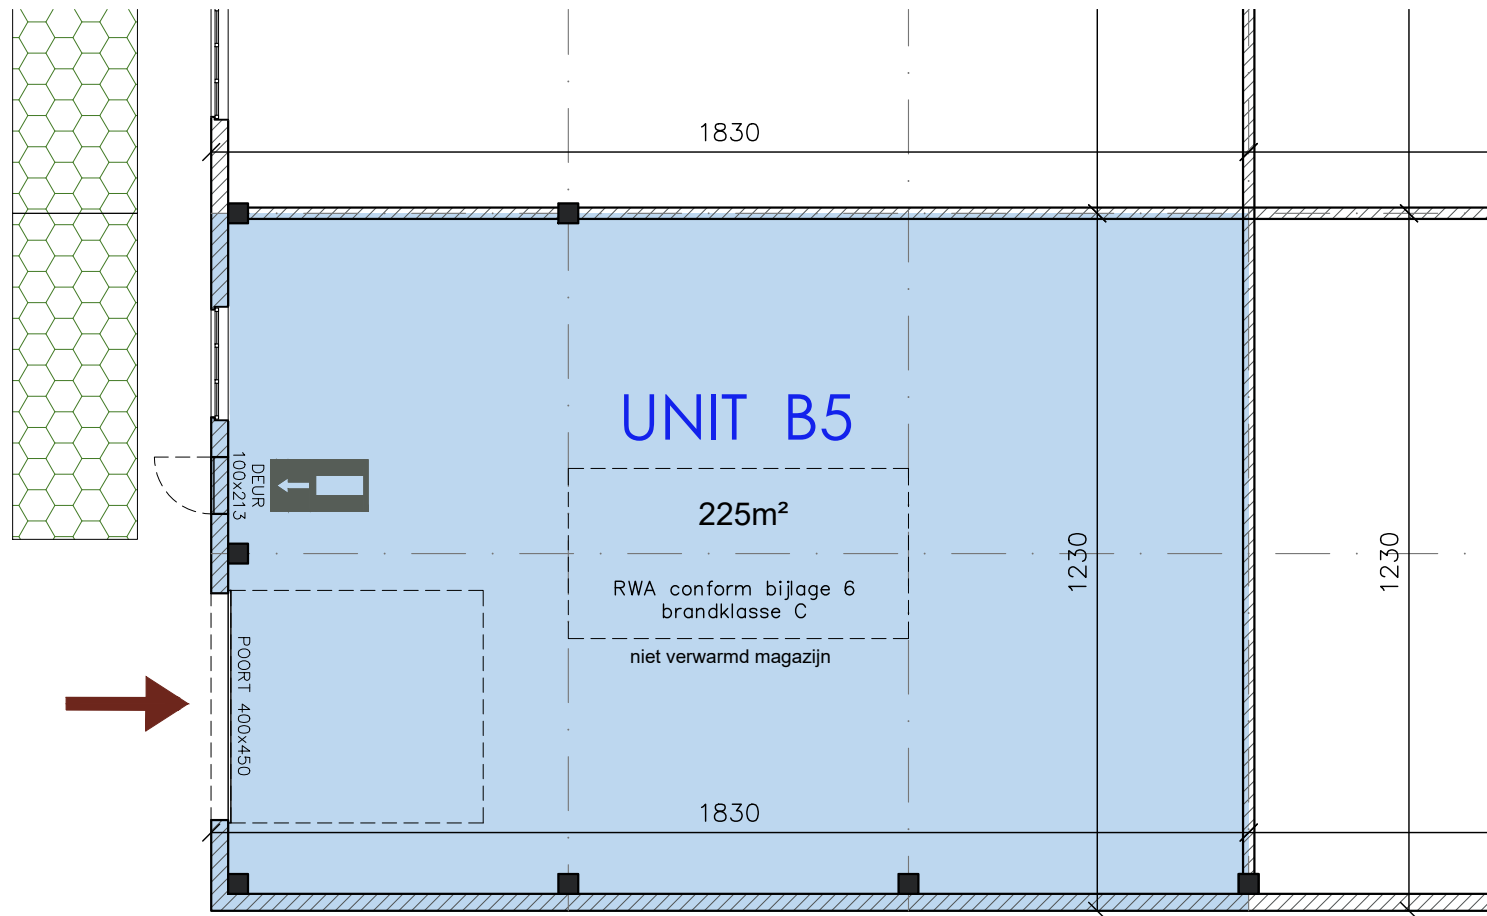 1830
UNIT B5
DEUR
100x213
225m²
1230
1230
RWA conform bijlage 6
brandklasse C
niet verwarmd magazijn
POORT 400x450
1830